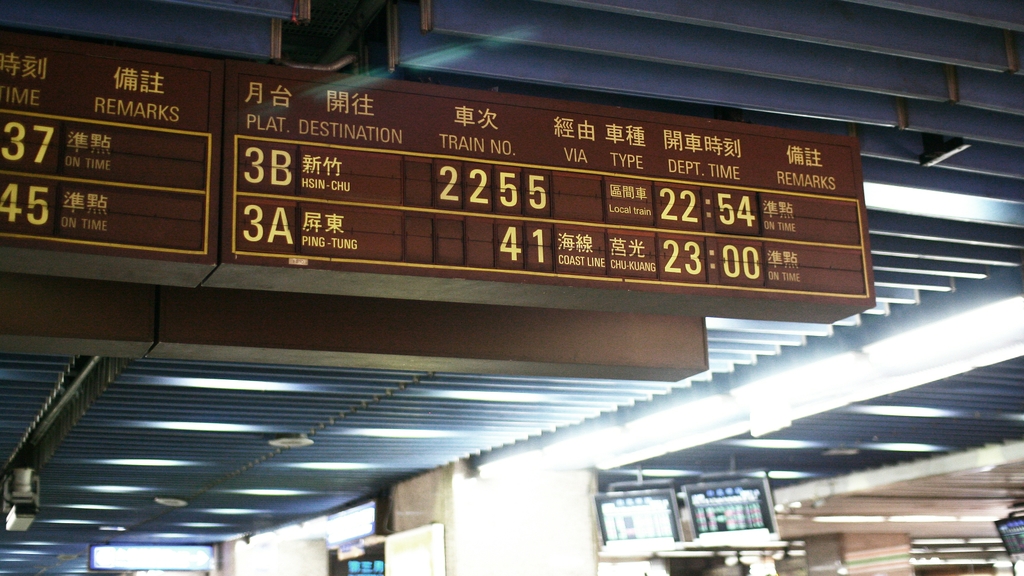 時刻 備註
TIME REMARKS
37 準點
ON TIME
45 準點
ON TIME
月台 開往 車次 經由 車種 開車時刻 備註
PLAT. DESTINATION TRAIN NO. VIA TYPE DEPT. TIME REMARKS
3B 新竹 2255 區間車 22:54 準點
HSIN-CHU Local train ON TIME
3A 屏東 41 海線 莒光 23:00 準點
PING-TUNG COAST LINE CHU-KUANG ON TIME